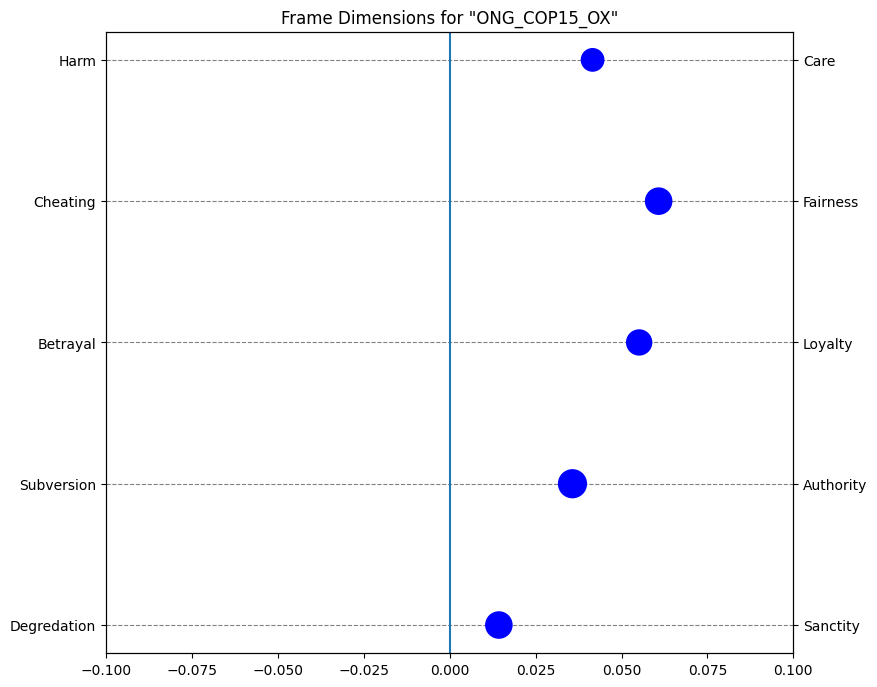 Frame Dimensions for "ONG_COP15_OX"
Harm Care
Cheating Fairness
Betrayal Loyalty
Subversion Authority
Degredation Sanctity
−0.100 −0.075 −0.050 −0.025 0.000 0.025 0.050 0.075 0.100